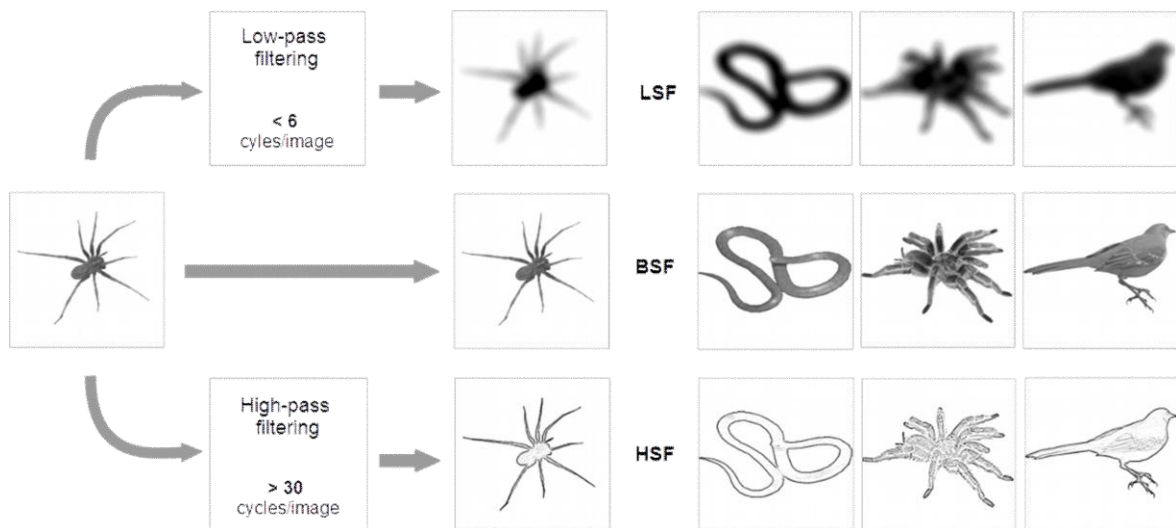 Low-pass
filtering
< 6
cyles/image
LSF
BSF
High-pass
filtering
> 30
cycles/image
HSF